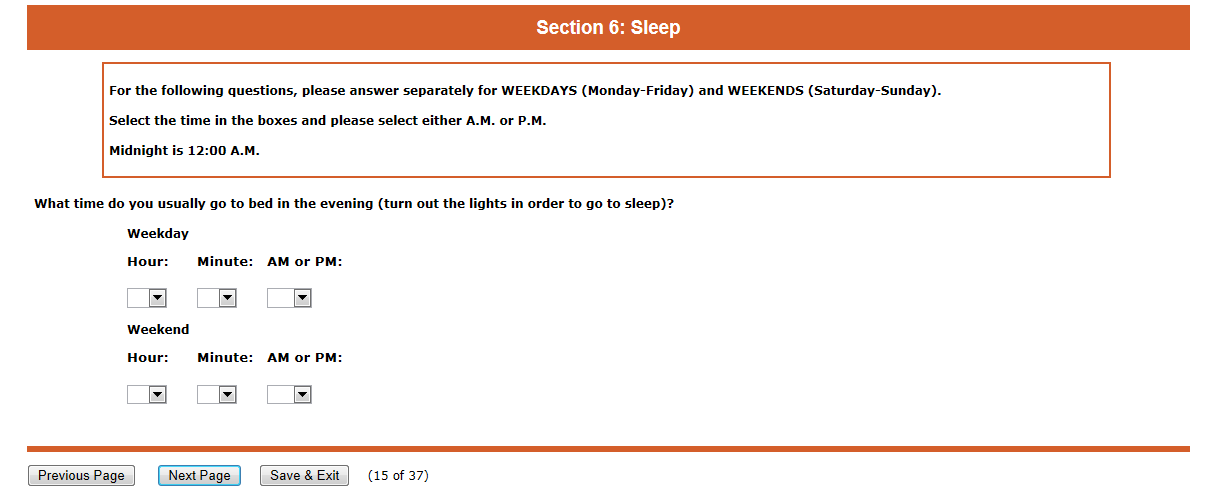 Section 6: Sleep
For the following questions, please answer separately for WEEKDAYS (Monday-Friday) and WEEKENDS (Saturday-Sunday).
Select the time in the boxes and please select either A.M. or P.M.
Midnight is 12:00 A.M.
What time do you usually go to bed in the evening (turn out the lights in order to go to sleep)?
Weekday
Hour: Minute: AM or PM:
Weekend
Hour: Minute: AM or PM:
Previous Page Next Page Save & Exit (15 of 37)